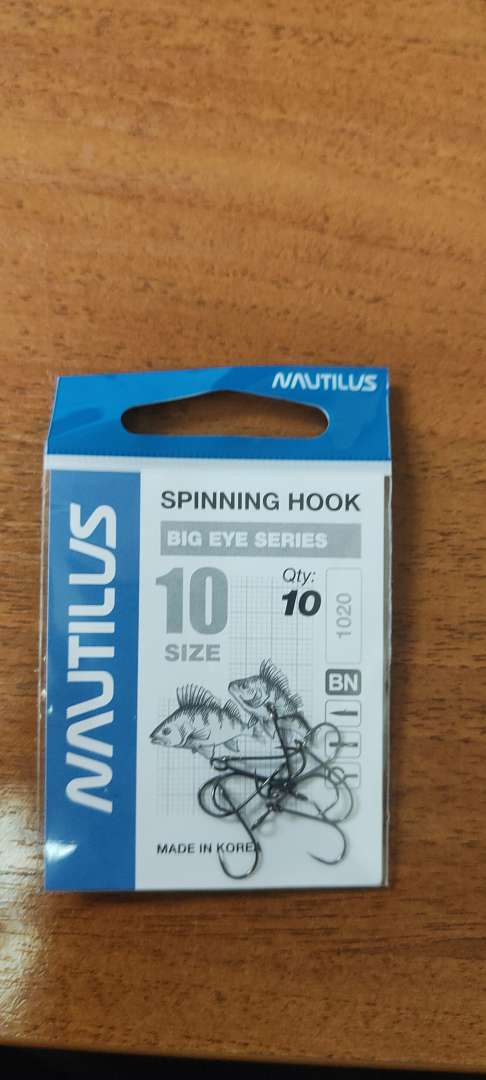 NAUTILUS
NAUTILUS
SPINNING HOOK
BIG EYE SERIES
10
SIZE
Qty:
10
1020
BN
MADE IN KOREA